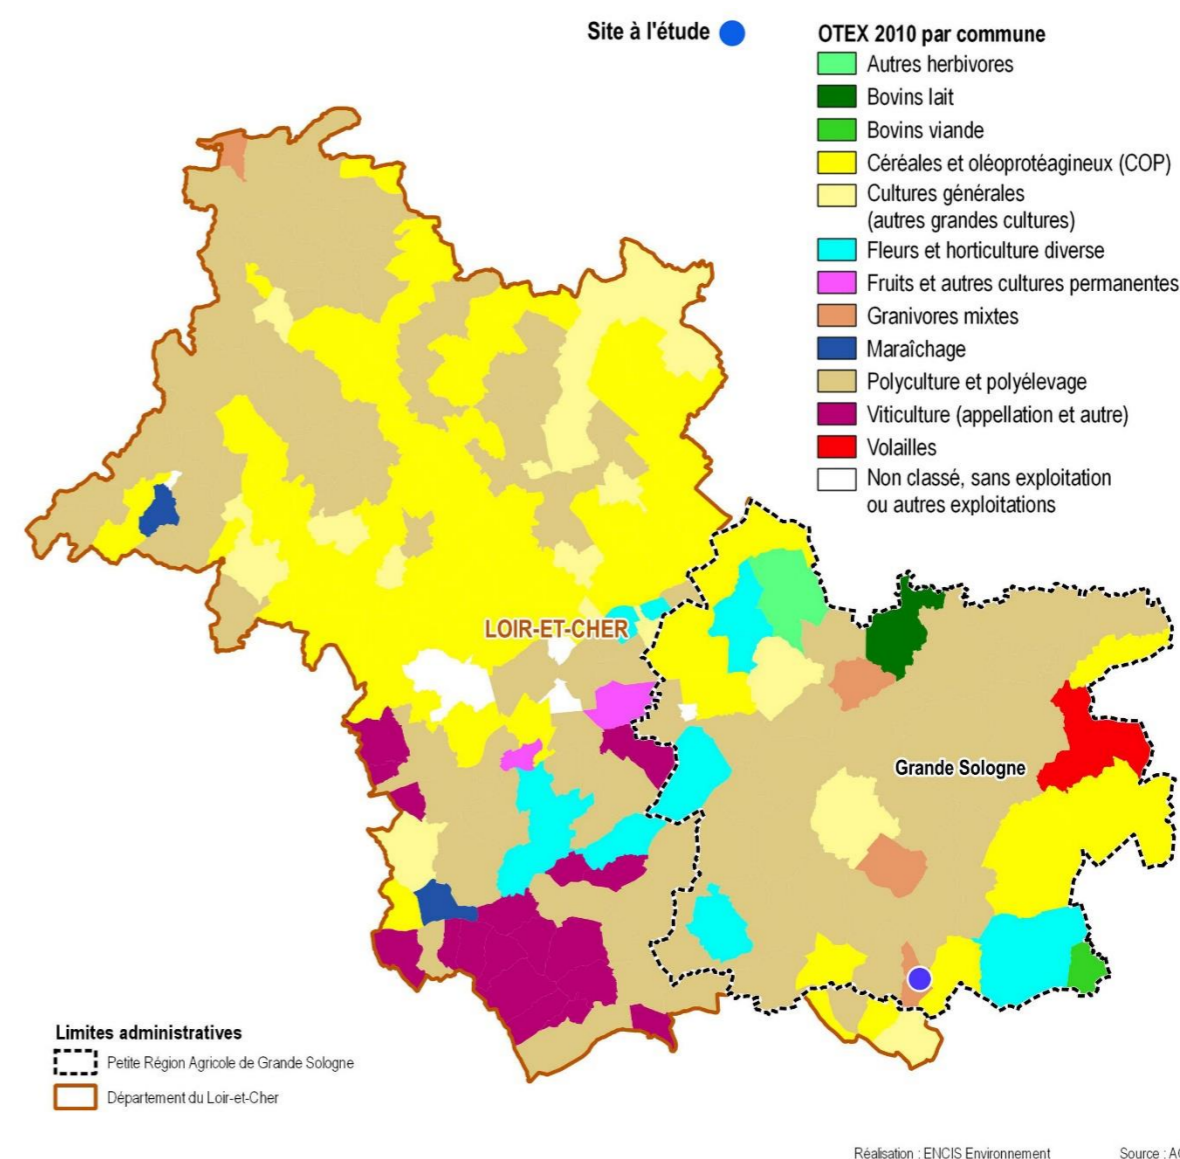 Site à l'étude
OTEX 2010 par commune
Autres herbivores
Bovins lait
Bovins viande
Céréales et oléoprotéagineux (COP)
Cultures générales
(autres grandes cultures)
Fleurs et horticulture diverse
Fruits et autres cultures permanentes
Granivores mixtes
Maraîchage
Polyculture et polyélevage
Viticulture (appellation et autre)
Volailles
Non classé, sans exploitation
ou autres exploitations
LOIR-ET-CHER
Grande Sologne
Limites administratives
Petite Région Agricole de Grande Sologne
Département du Loir-et-Cher
Réalisation : ENCIS Environnement
Source :